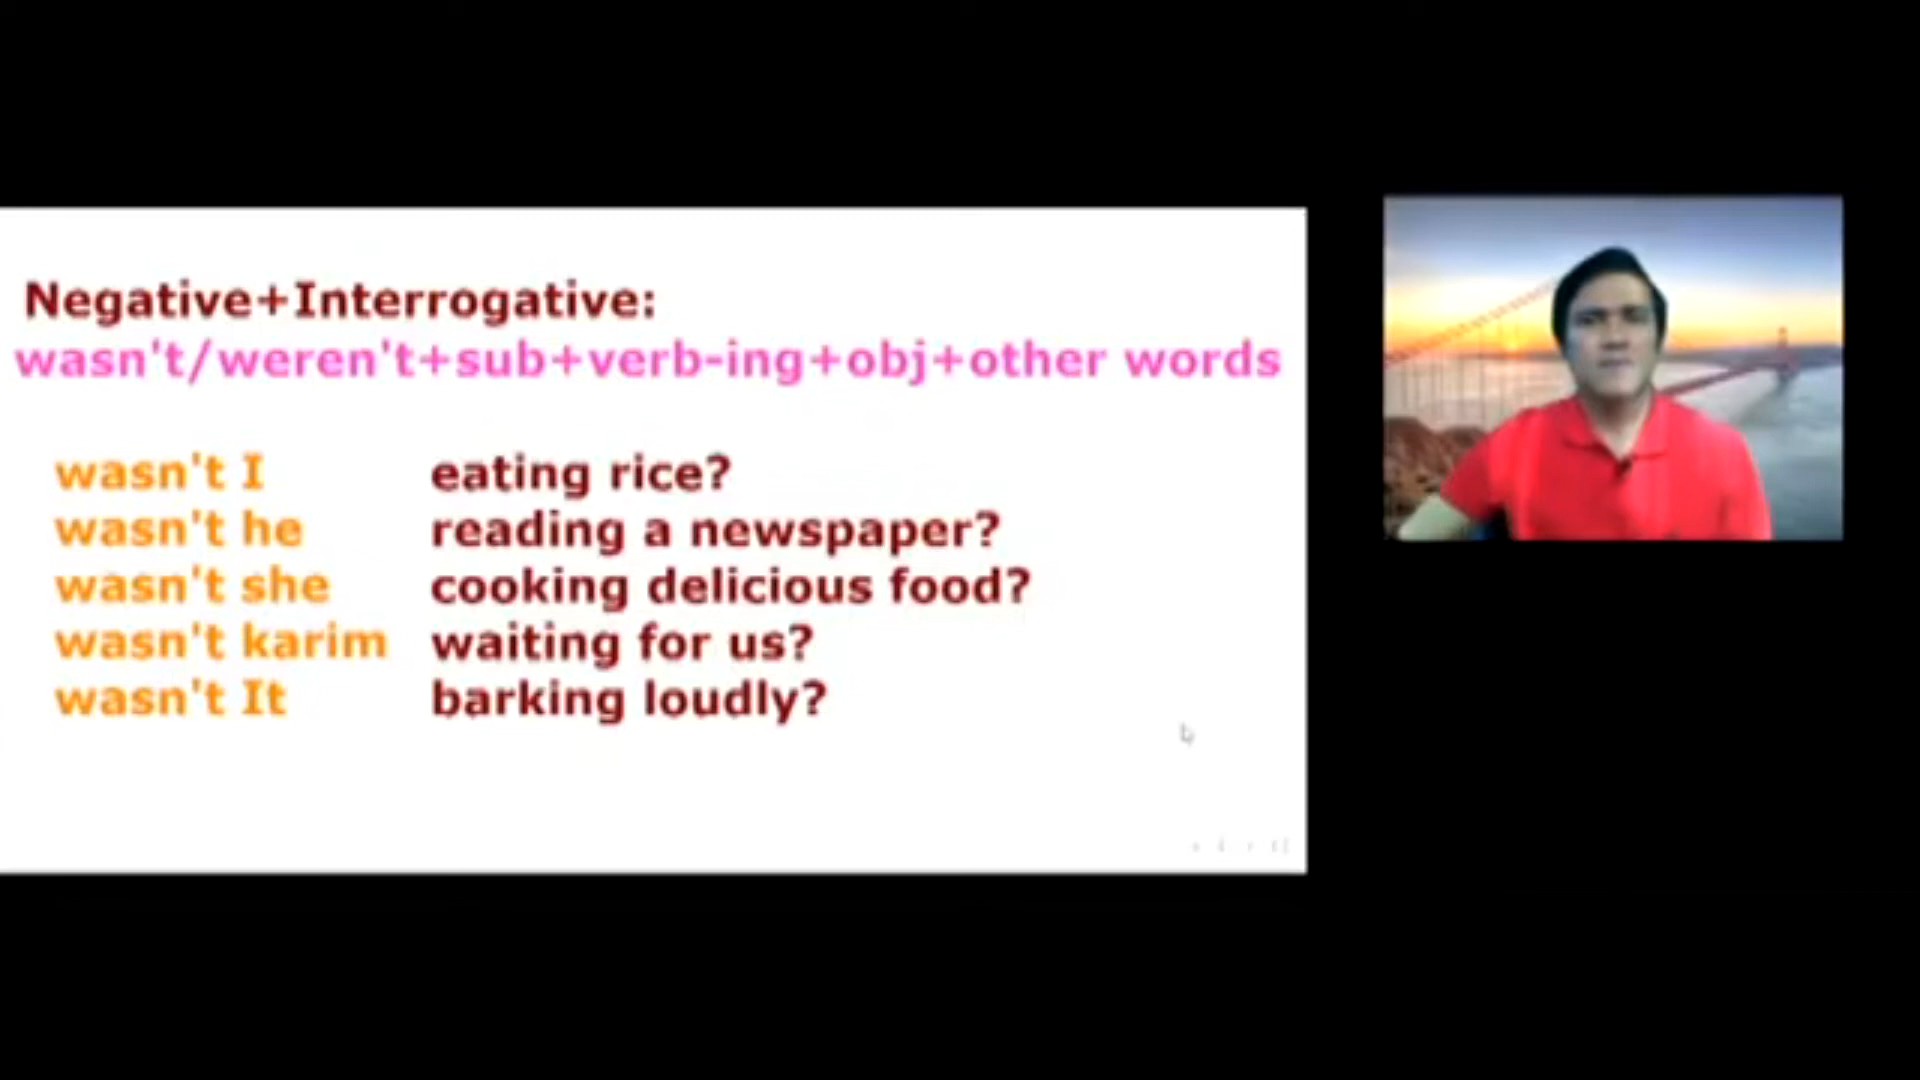 Negative+Interrogative:
wasn't/weren't+sub+verb-ing+obj+other words
wasn't I eating rice?
wasn't he reading a newspaper?
wasn't she cooking delicious food?
wasn't karim waiting for us?
wasn't It barking loudly?